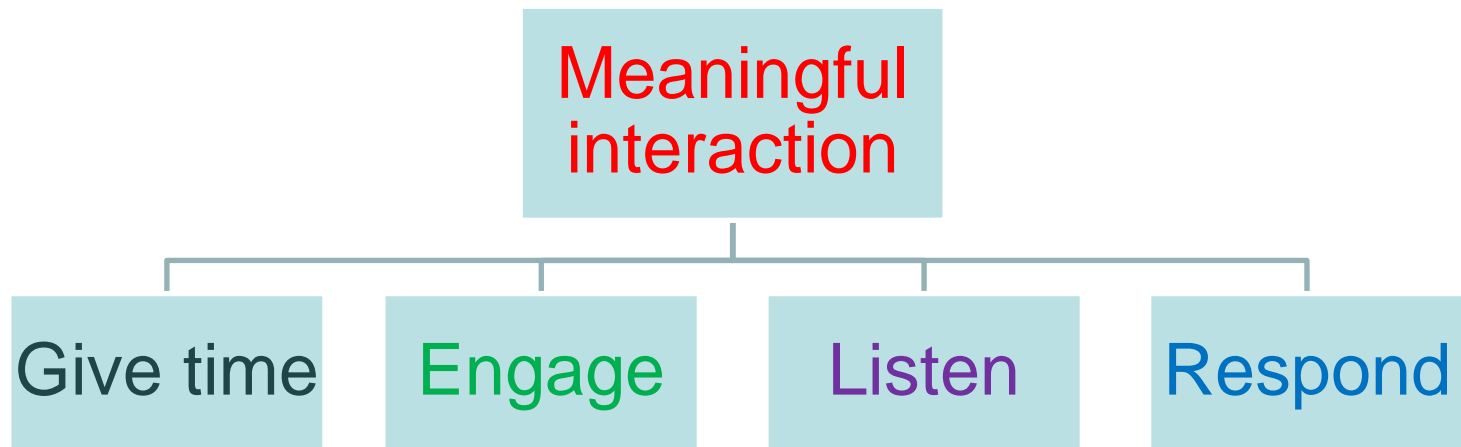 Meaningful
interaction
Give time
Engage
Listen
Respond